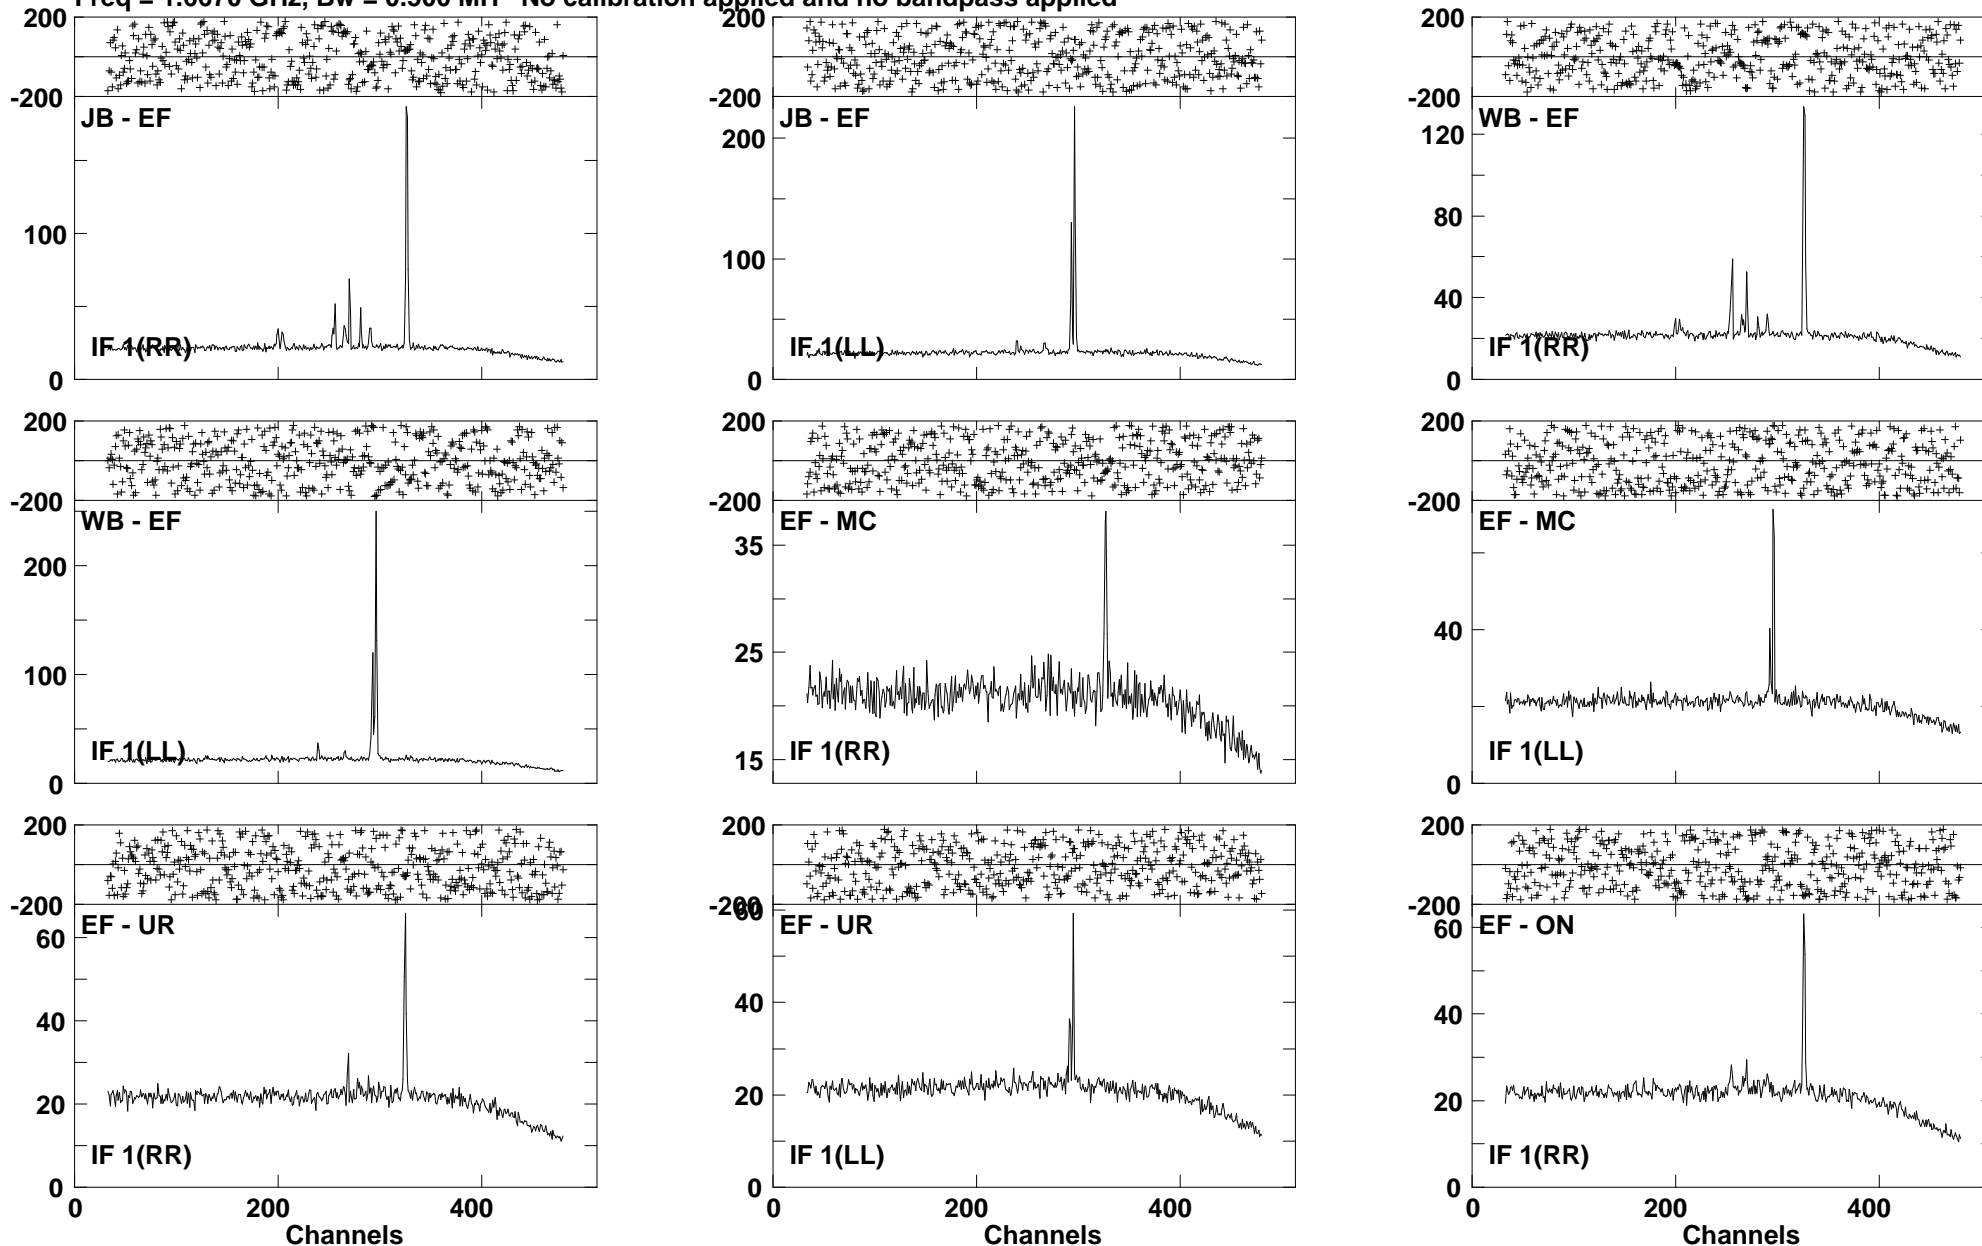 Freq = 1.6670 GHz, Bw = 0.500 MH No calibration applied and no bandpass applied
200 200 200
-200 -200 -200
JB - EF JB - EF WB - EF
200 120
100 100 80
40
IF 1(RR) IF 1(LL) IF 1(RR)
0 0 0
200 200 200
-200 -200 -200
WB - EF EF - MC EF - MC
200 35
100 25 40
IF 1(LL) IF 1(RR) IF 1(LL)
15
0 0
200 200 200
-200 -200 -200
60 60 60
EF - UR EF - UR EF - ON
40 40 40
20 20 20
IF 1(RR) IF 1(LL) IF 1(RR)
0 0 0
0 200 400 0 200 400 0 200 400
Channels Channels Channels